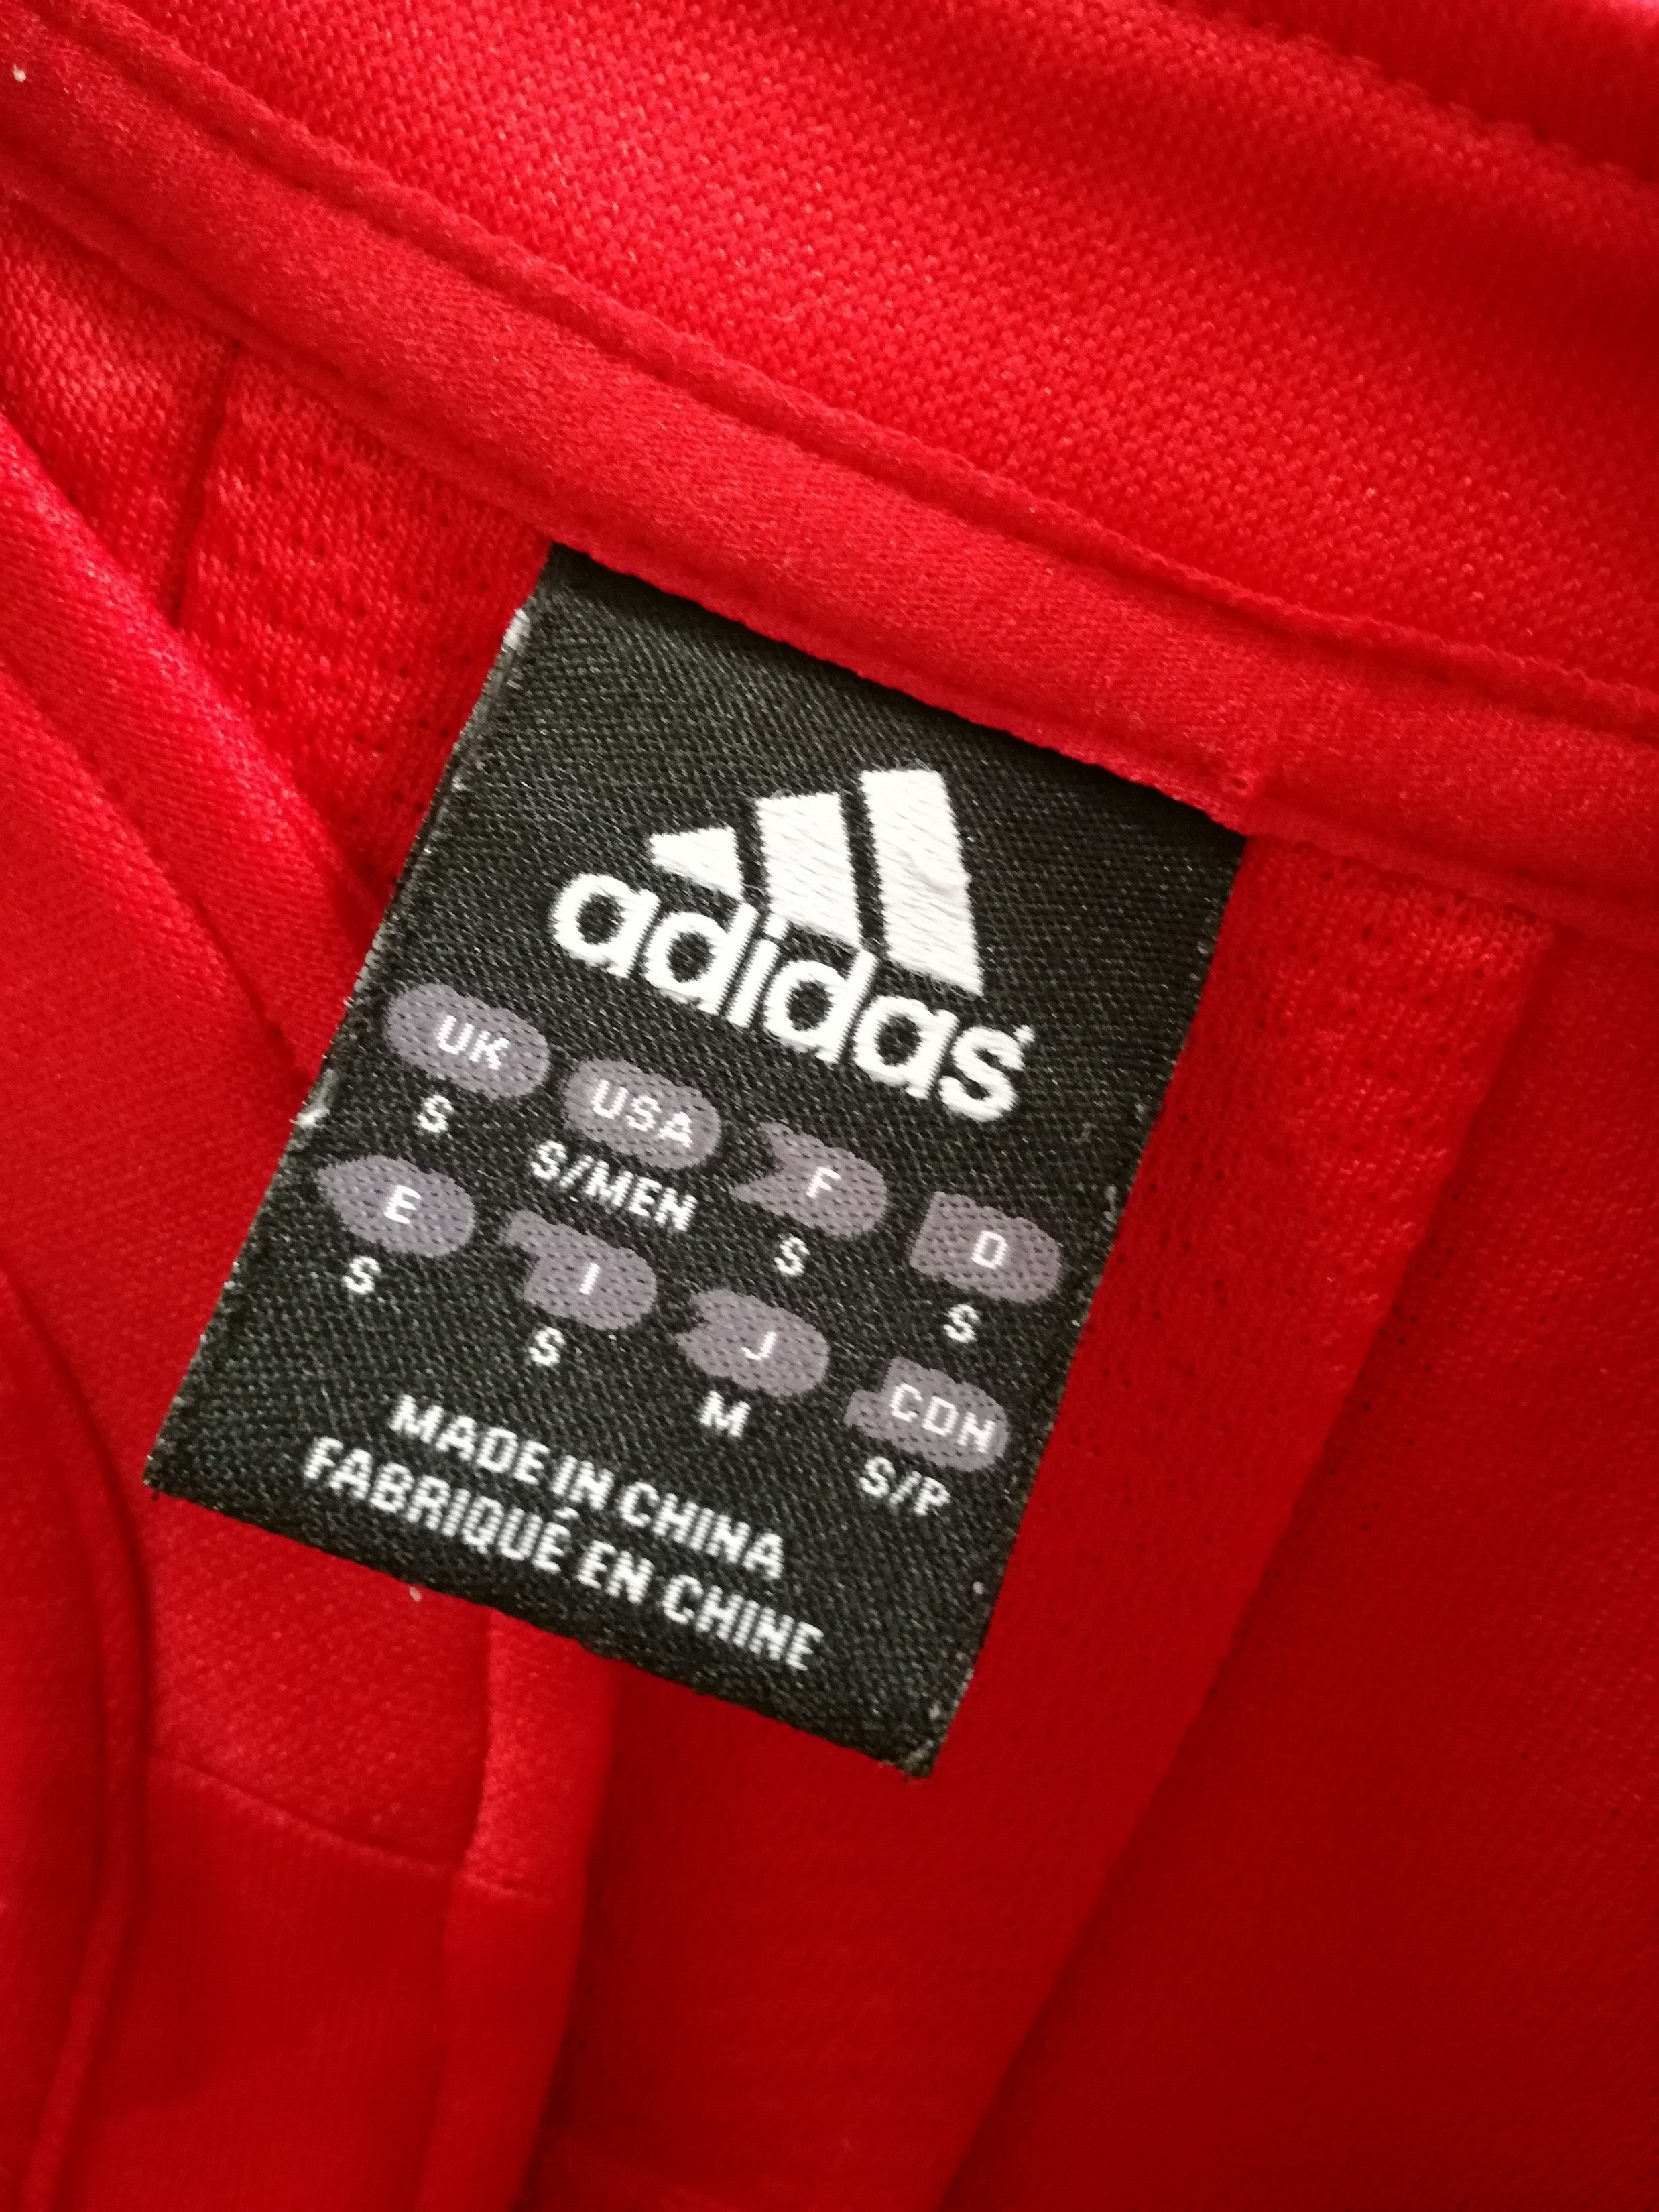 adidas
UK USA F D
S S/MEN S S
E I J CDN
S S M S/P
MADE IN CHINA
FABRIQUÉ EN CHINE